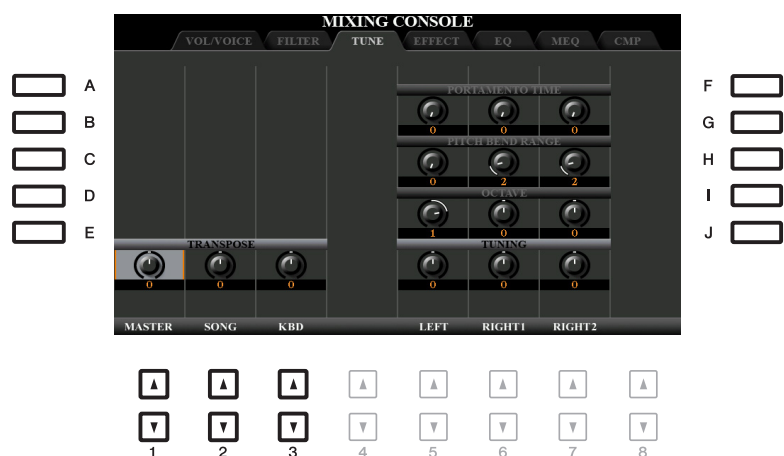 MIXING CONSOLE
VOL/VOICE FILTER TUNE EFFECT EQ MEQ CMP
A F
PORTAMENTO TIME
B G
0 0 0
PITCH BEND RANGE
C H
0 2 2
D I
OCTAVE
E J
1 0 0
TRANSPOSE TUNING
0 0 0 0 0 0
MASTER SONG KBD LEFT RIGHT1 RIGHT2
1 2 3 4 5 6 7 8